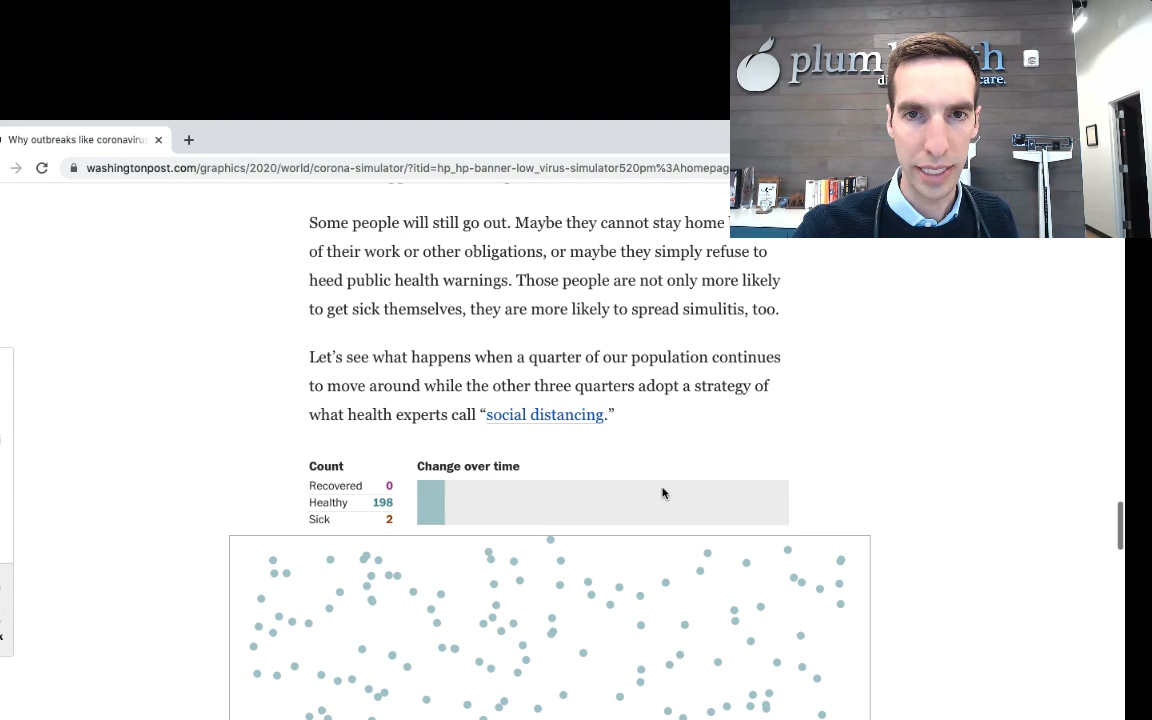 plum h th
di care.
Why outbreaks like coronaviru
washingtonpost.com/graphics/2020/world/corona-simulator/?itid=hp_hp-banner-low_virus-simulator520pm%3Ahomepag
Some people will still go out. Maybe they cannot stay home
of their work or other obligations, or maybe they simply refuse to
heed public health warnings. Those people are not only more likely
to get sick themselves, they are more likely to spread simulitis, too.
Let’s see what happens when a quarter of our population continues
to move around while the other three quarters adopt a strategy of
what health experts call “social distancing.”
Count
Recovered 0
Healthy 198
Sick 2
Change over time